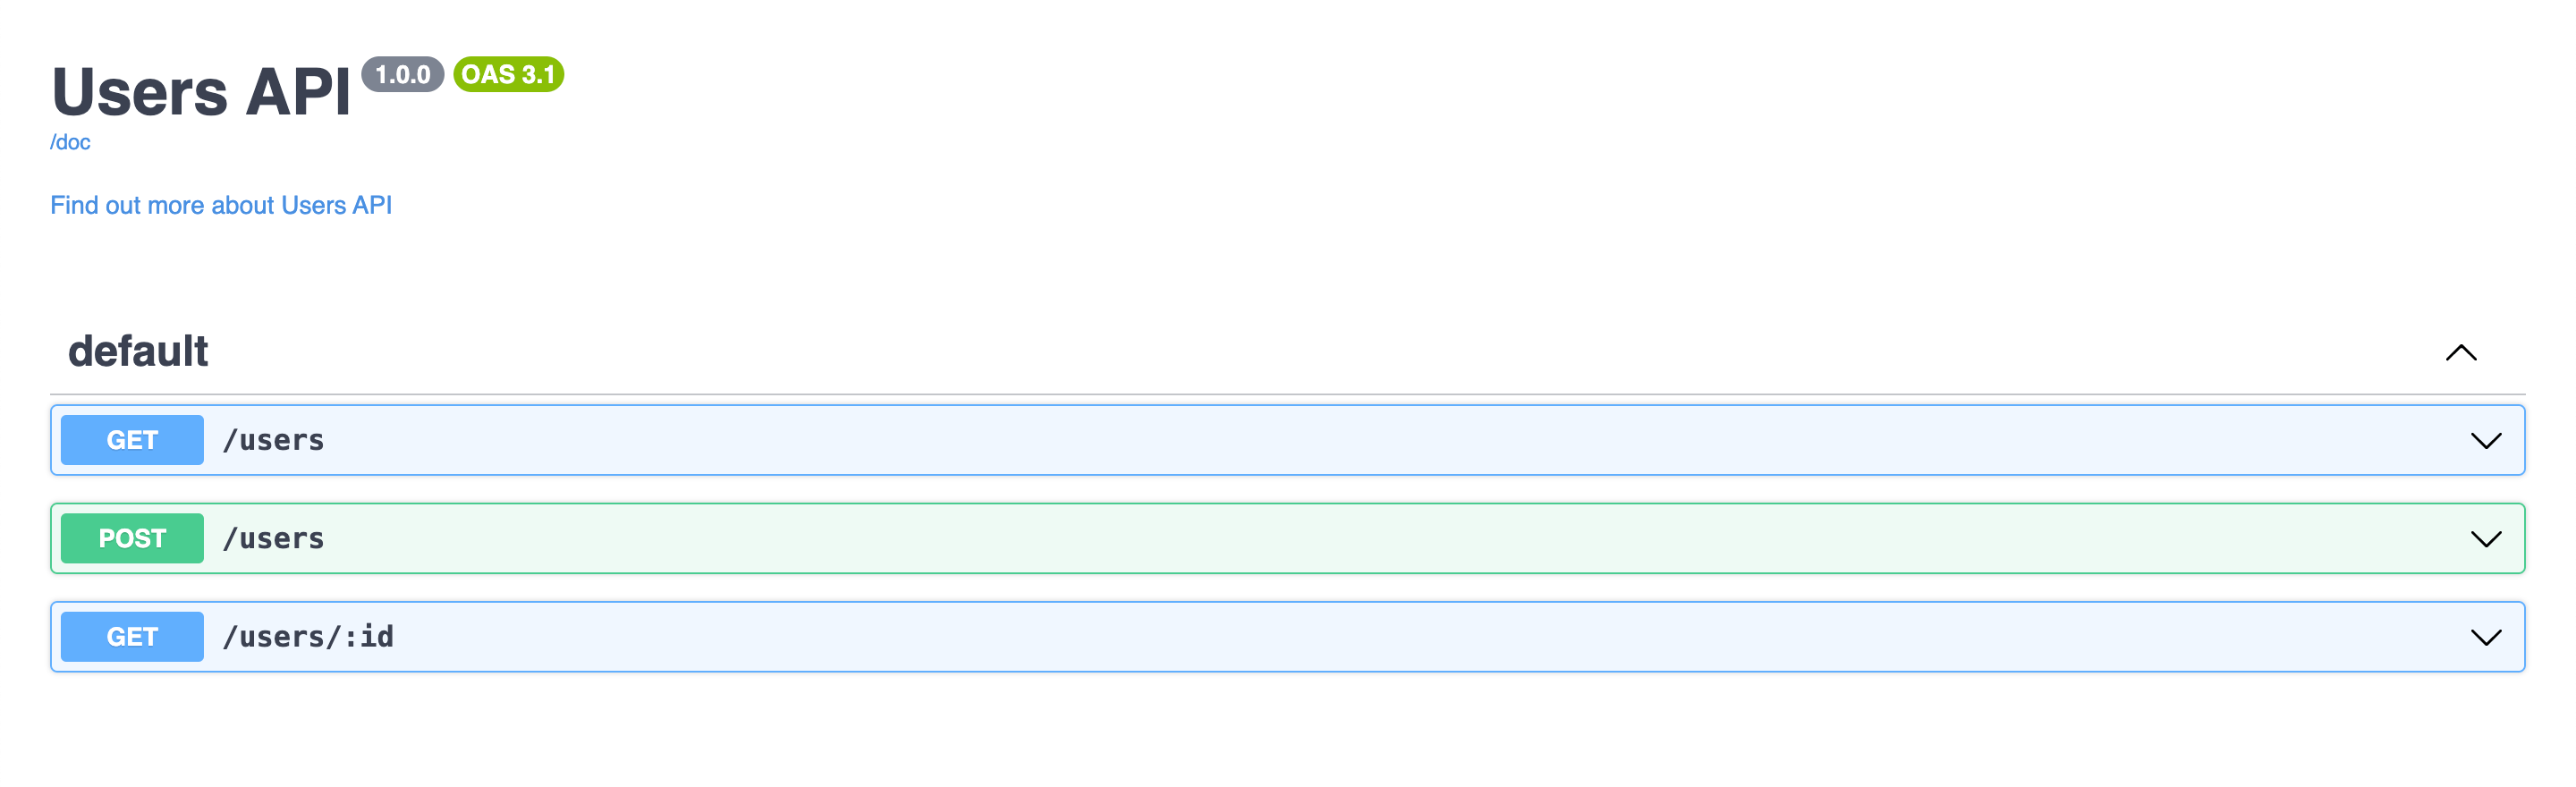 Users API 1.0.0 OAS 3.1
/doc
Find out more about Users API
default
GET /users
POST /users
GET /users/:id